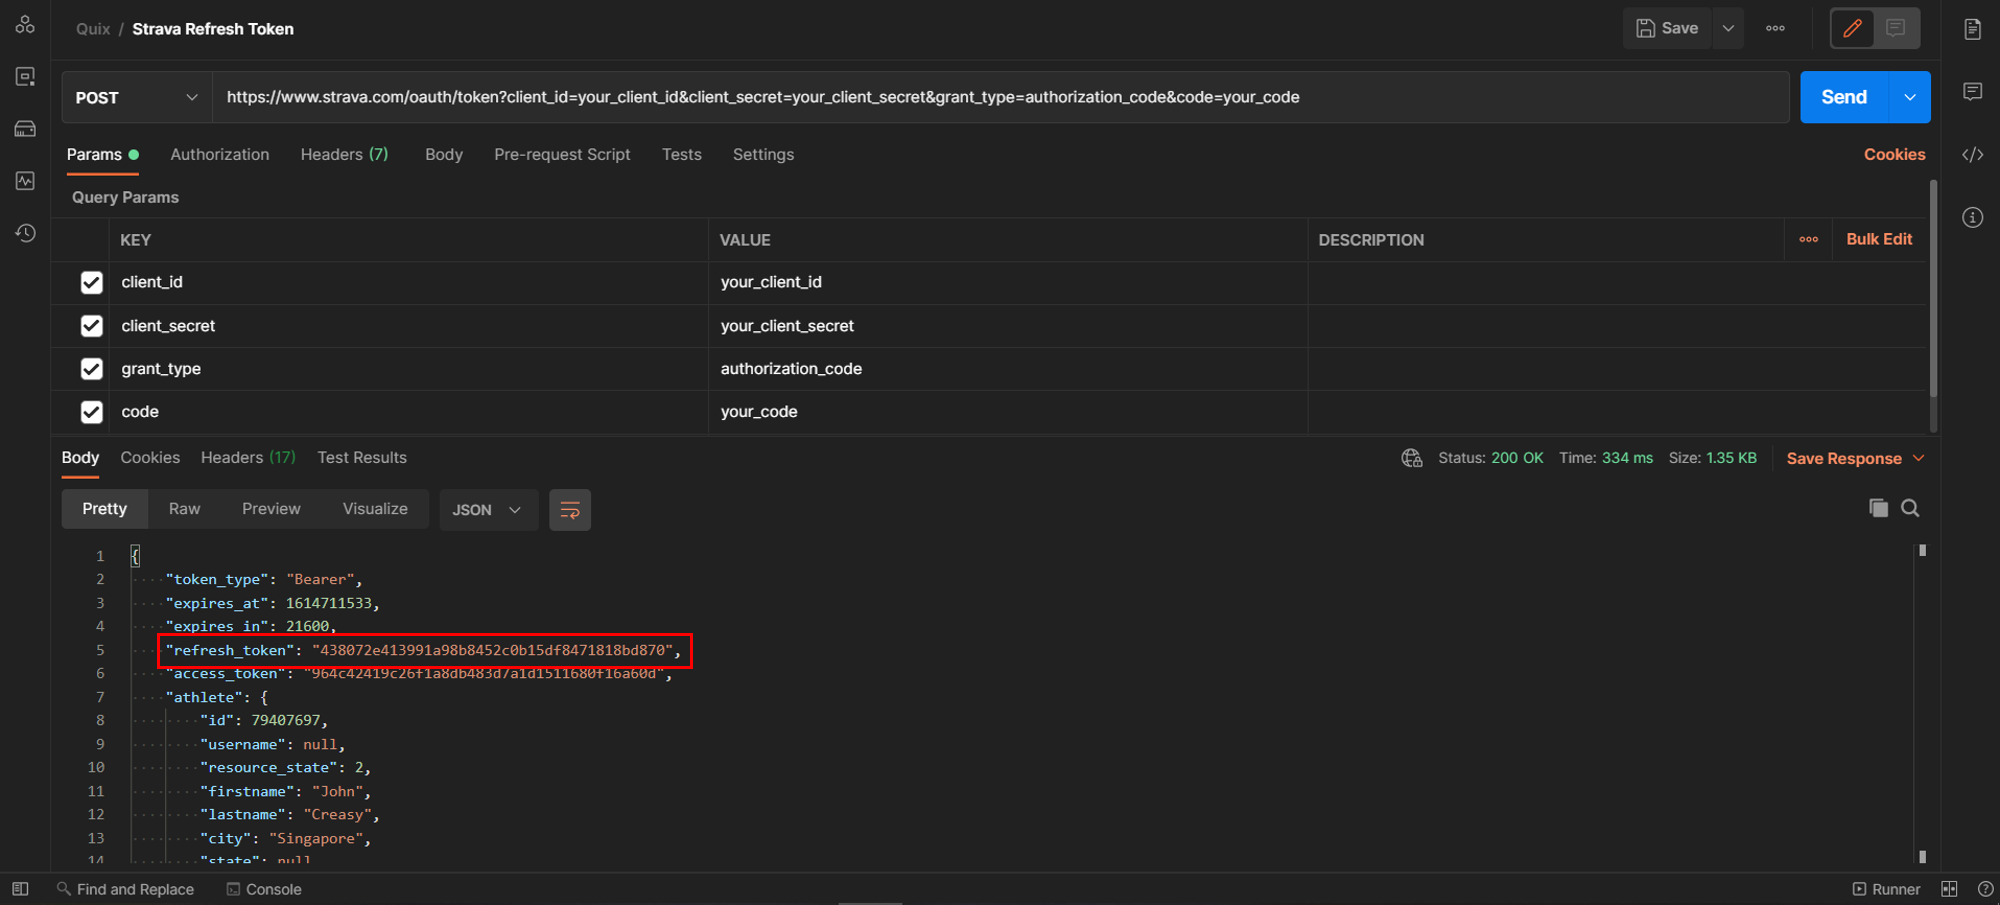 Quix / Strava Refresh Token
Save
POST
https://www.strava.com/oauth/token?client_id=your_client_id&client_secret=your_client_secret&grant_type=authorization_code&code=your_code
Send
Params Authorization Headers (7) Body Pre-request Script Tests Settings Cookies
Query Params
KEY VALUE DESCRIPTION ooo Bulk Edit
client_id your_client_id
client_secret your_client_secret
grant_type authorization_code
code your_code
Body Cookies Headers (17) Test Results Status: 200 OK Time: 334 ms Size: 1.35 KB Save Response
Pretty Raw Preview Visualize JSON
1 {
2 "token_type": "Bearer",
3 "expires_at": 1614711533,
4 "expires_in": 21600,
5 "refresh_token": "438072e413991a98b8452c0b15df8471818bd870",
6 "access_token": "964c42419c26f1a8db483d7a1d1511680f16a60d",
7 "athlete": {
8 "id": 79407697,
9 "username": null,
10 "resource_state": 2,
11 "firstname": "John",
12 "lastname": "Creasy",
13 "city": "Singapore",
14 "state": null
Find and Replace Console Runner